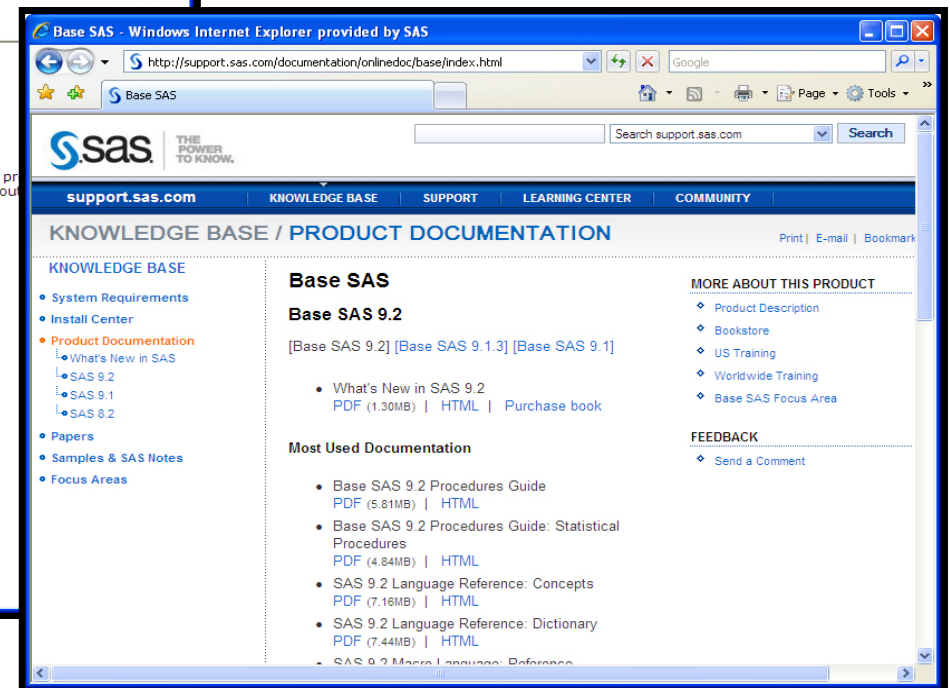 pr
out
Base SAS - Windows Internet Explorer provided by SAS
http://support.sas.com/documentation/onlinedoc/base/index.html
Google
Base SAS
Page
Tools
»
sas
THE
POWER
TO KNOW.
Search support.sas.com
Search
support.sas.com
KNOWLEDGE BASE
SUPPORT
LEARNING CENTER
COMMUNITY
KNOWLEDGE BASE / PRODUCT DOCUMENTATION
Print | E-mail | Bookmark
KNOWLEDGE BASE
System Requirements
Install Center
Product Documentation
What's New in SAS
SAS 9.2
SAS 9.1
SAS 8.2
Papers
Samples & SAS Notes
Focus Areas
Base SAS
Base SAS 9.2
[Base SAS 9.2] [Base SAS 9.1.3] [Base SAS 9.1]
• What's New in SAS 9.2
PDF (1.30MB) | HTML | Purchase book
Most Used Documentation
• Base SAS 9.2 Procedures Guide
PDF (5.81MB) | HTML
• Base SAS 9.2 Procedures Guide: Statistical
Procedures
PDF (4.84MB) | HTML
• SAS 9.2 Language Reference: Concepts
PDF (7.16MB) | HTML
• SAS 9.2 Language Reference: Dictionary
PDF (7.44MB) | HTML
• SAS 9.2 Macro Language: Reference
MORE ABOUT THIS PRODUCT
Product Description
Bookstore
US Training
Worldwide Training
Base SAS Focus Area
FEEDBACK
Send a Comment